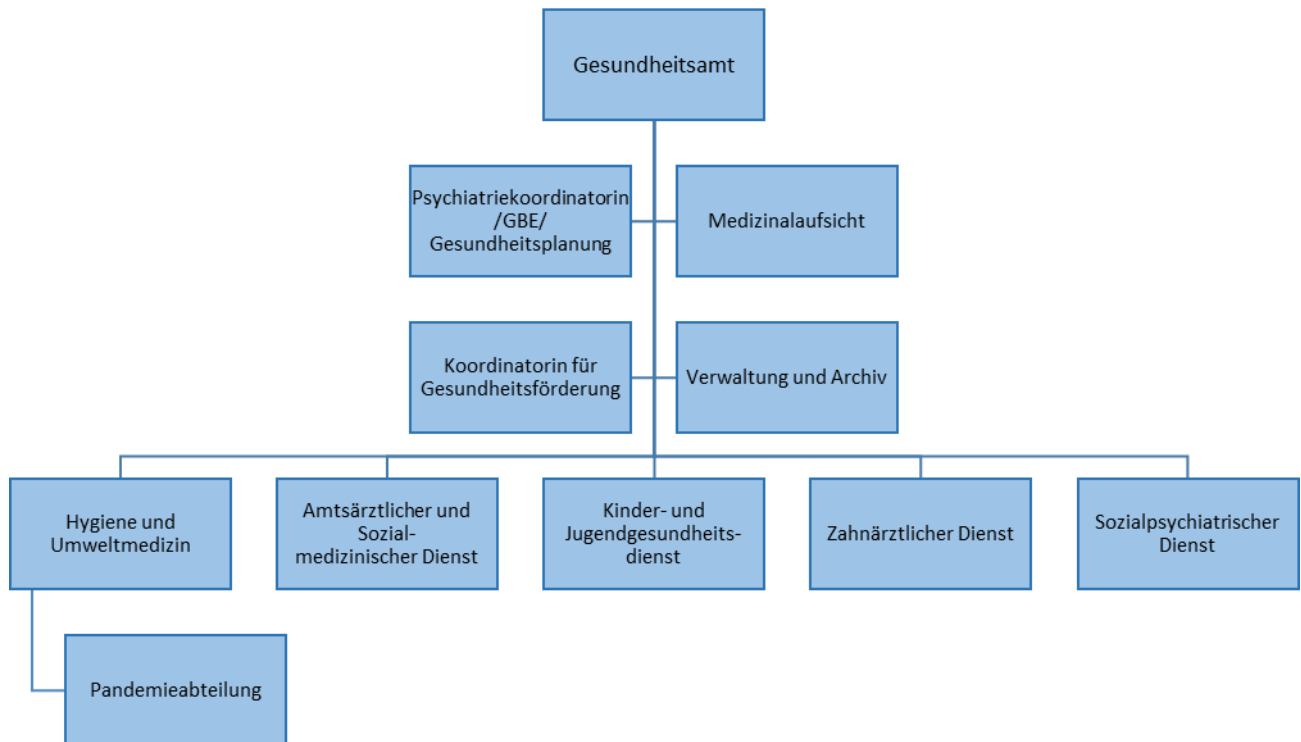 Gesundheitsamt
Psychiatriekoordinatorin
/GBE/
Gesundheitsplanung
Medizinalaufsicht
Koordinatorin für
Gesundheitsförderung
Verwaltung und Archiv
Hygiene und
Umweltmedizin
Amtsärztlicher und
Sozial-
medizinischer Dienst
Kinder- und
Jugendgesundheits-
dienst
Zahnärztlicher Dienst
Sozialpsychiatrischer
Dienst
Pandemieabteilung